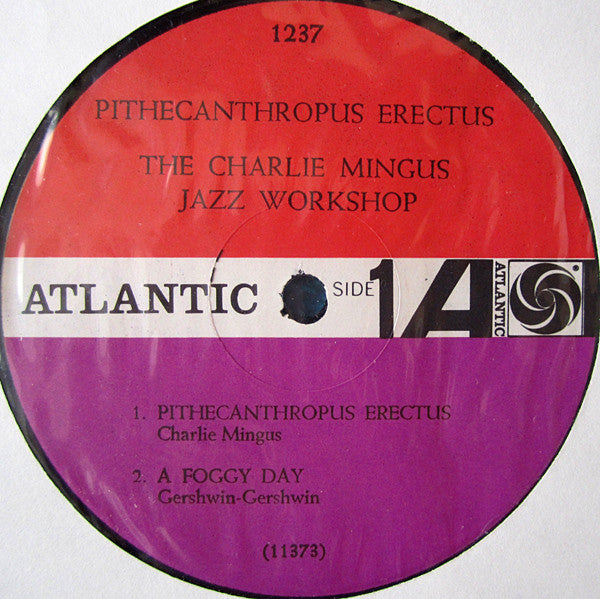 1237
PITHECANTHROPUS ERECTUS
THE CHARLIE MINGUS
JAZZ WORKSHOP
ATLANTIC SIDE 1 A ATLANTIC
1. PITHECANTHROPUS ERECTUS
Charlie Mingus
2. A FOGGY DAY
Gershwin-Gershwin
(11373)